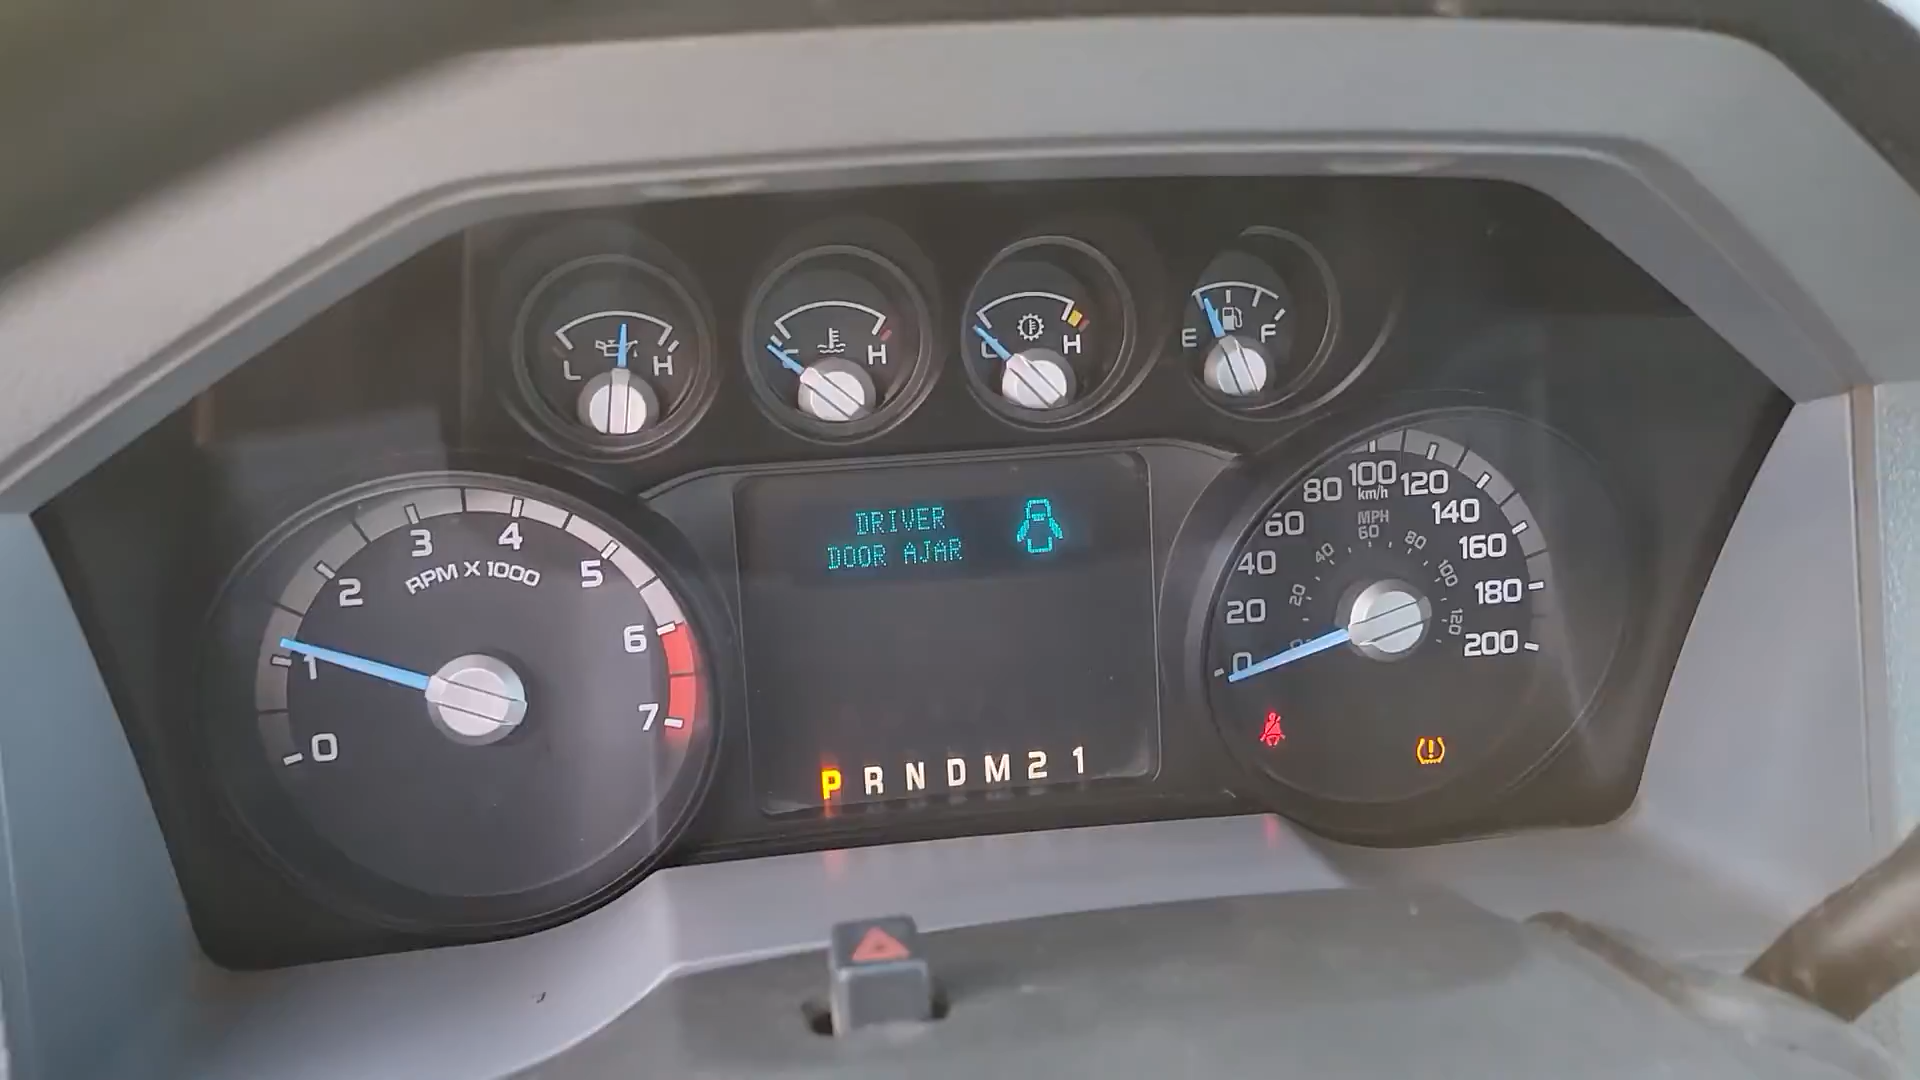 L H
H
C H
E F
DRIVER
DOOR AJAR
0 1 2 3 4 5 6 7
RPM X 1000
0 20 40 60 80 100 120 140 160 180 200
km/h
MPH
20 40 60 80 100 120
P R N D M 2 1